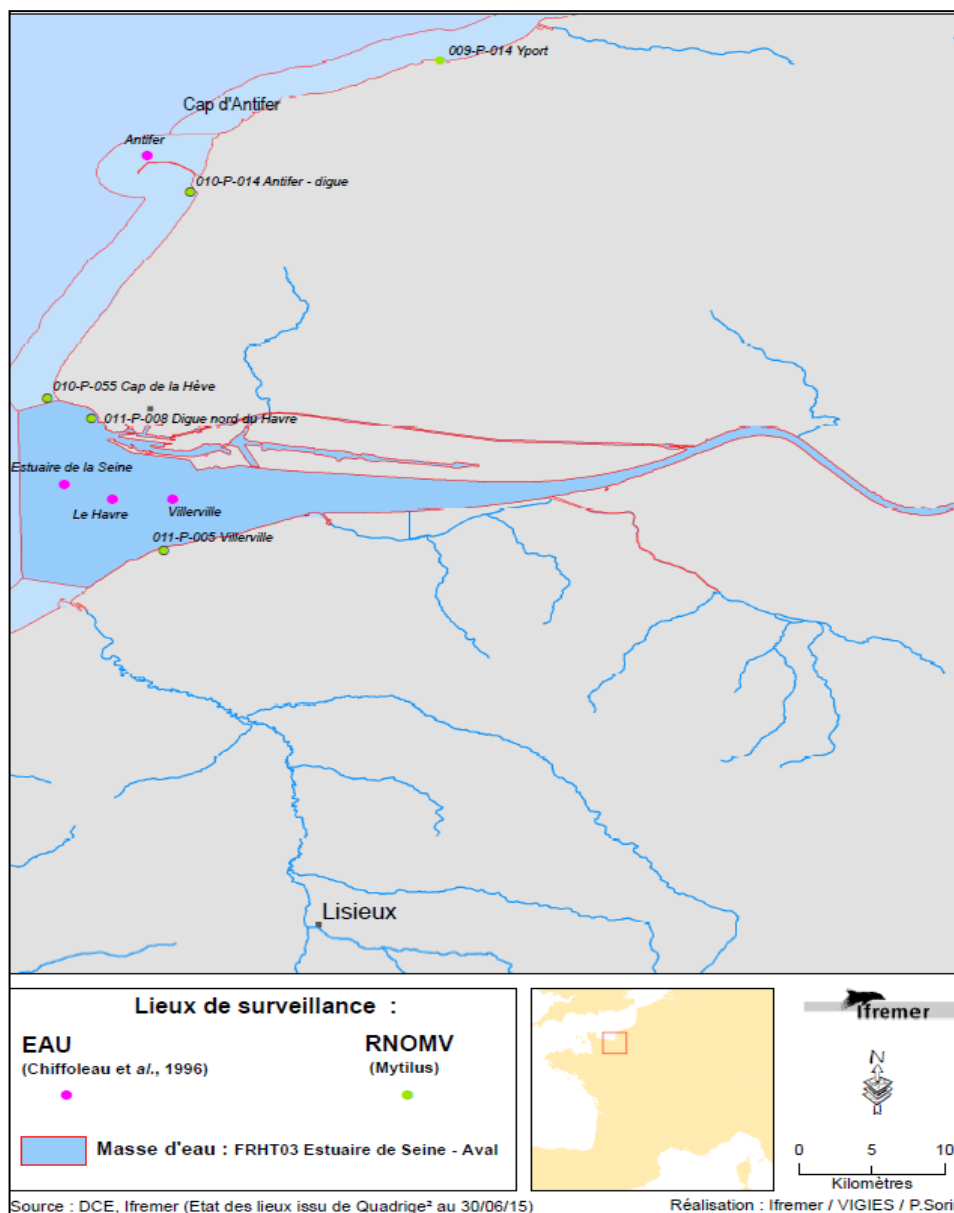 009-P-014 Yport
Cap d'Antifer
Antifer
010-P-014 Antifer - digue
010-P-055 Cap de la Hève
011-P-008 Digue nord du Havre
Estuaire de la Seine
Le Havre
Villerville
011-P-005 Villerville
Lisieux
Lieux de surveillance :
EAU
(Chiffoleau et al., 1996)
RNOMV
(Mytilus)
Masse d'eau : FRHT03 Estuaire de Seine - Aval
Ifremer
N
0 5 10
Kilomètres
Source : DCE, Ifremer (Etat des lieux issu de Quadrige² au 30/06/15)
Réalisation : Ifremer / VIGIES / P.Sori